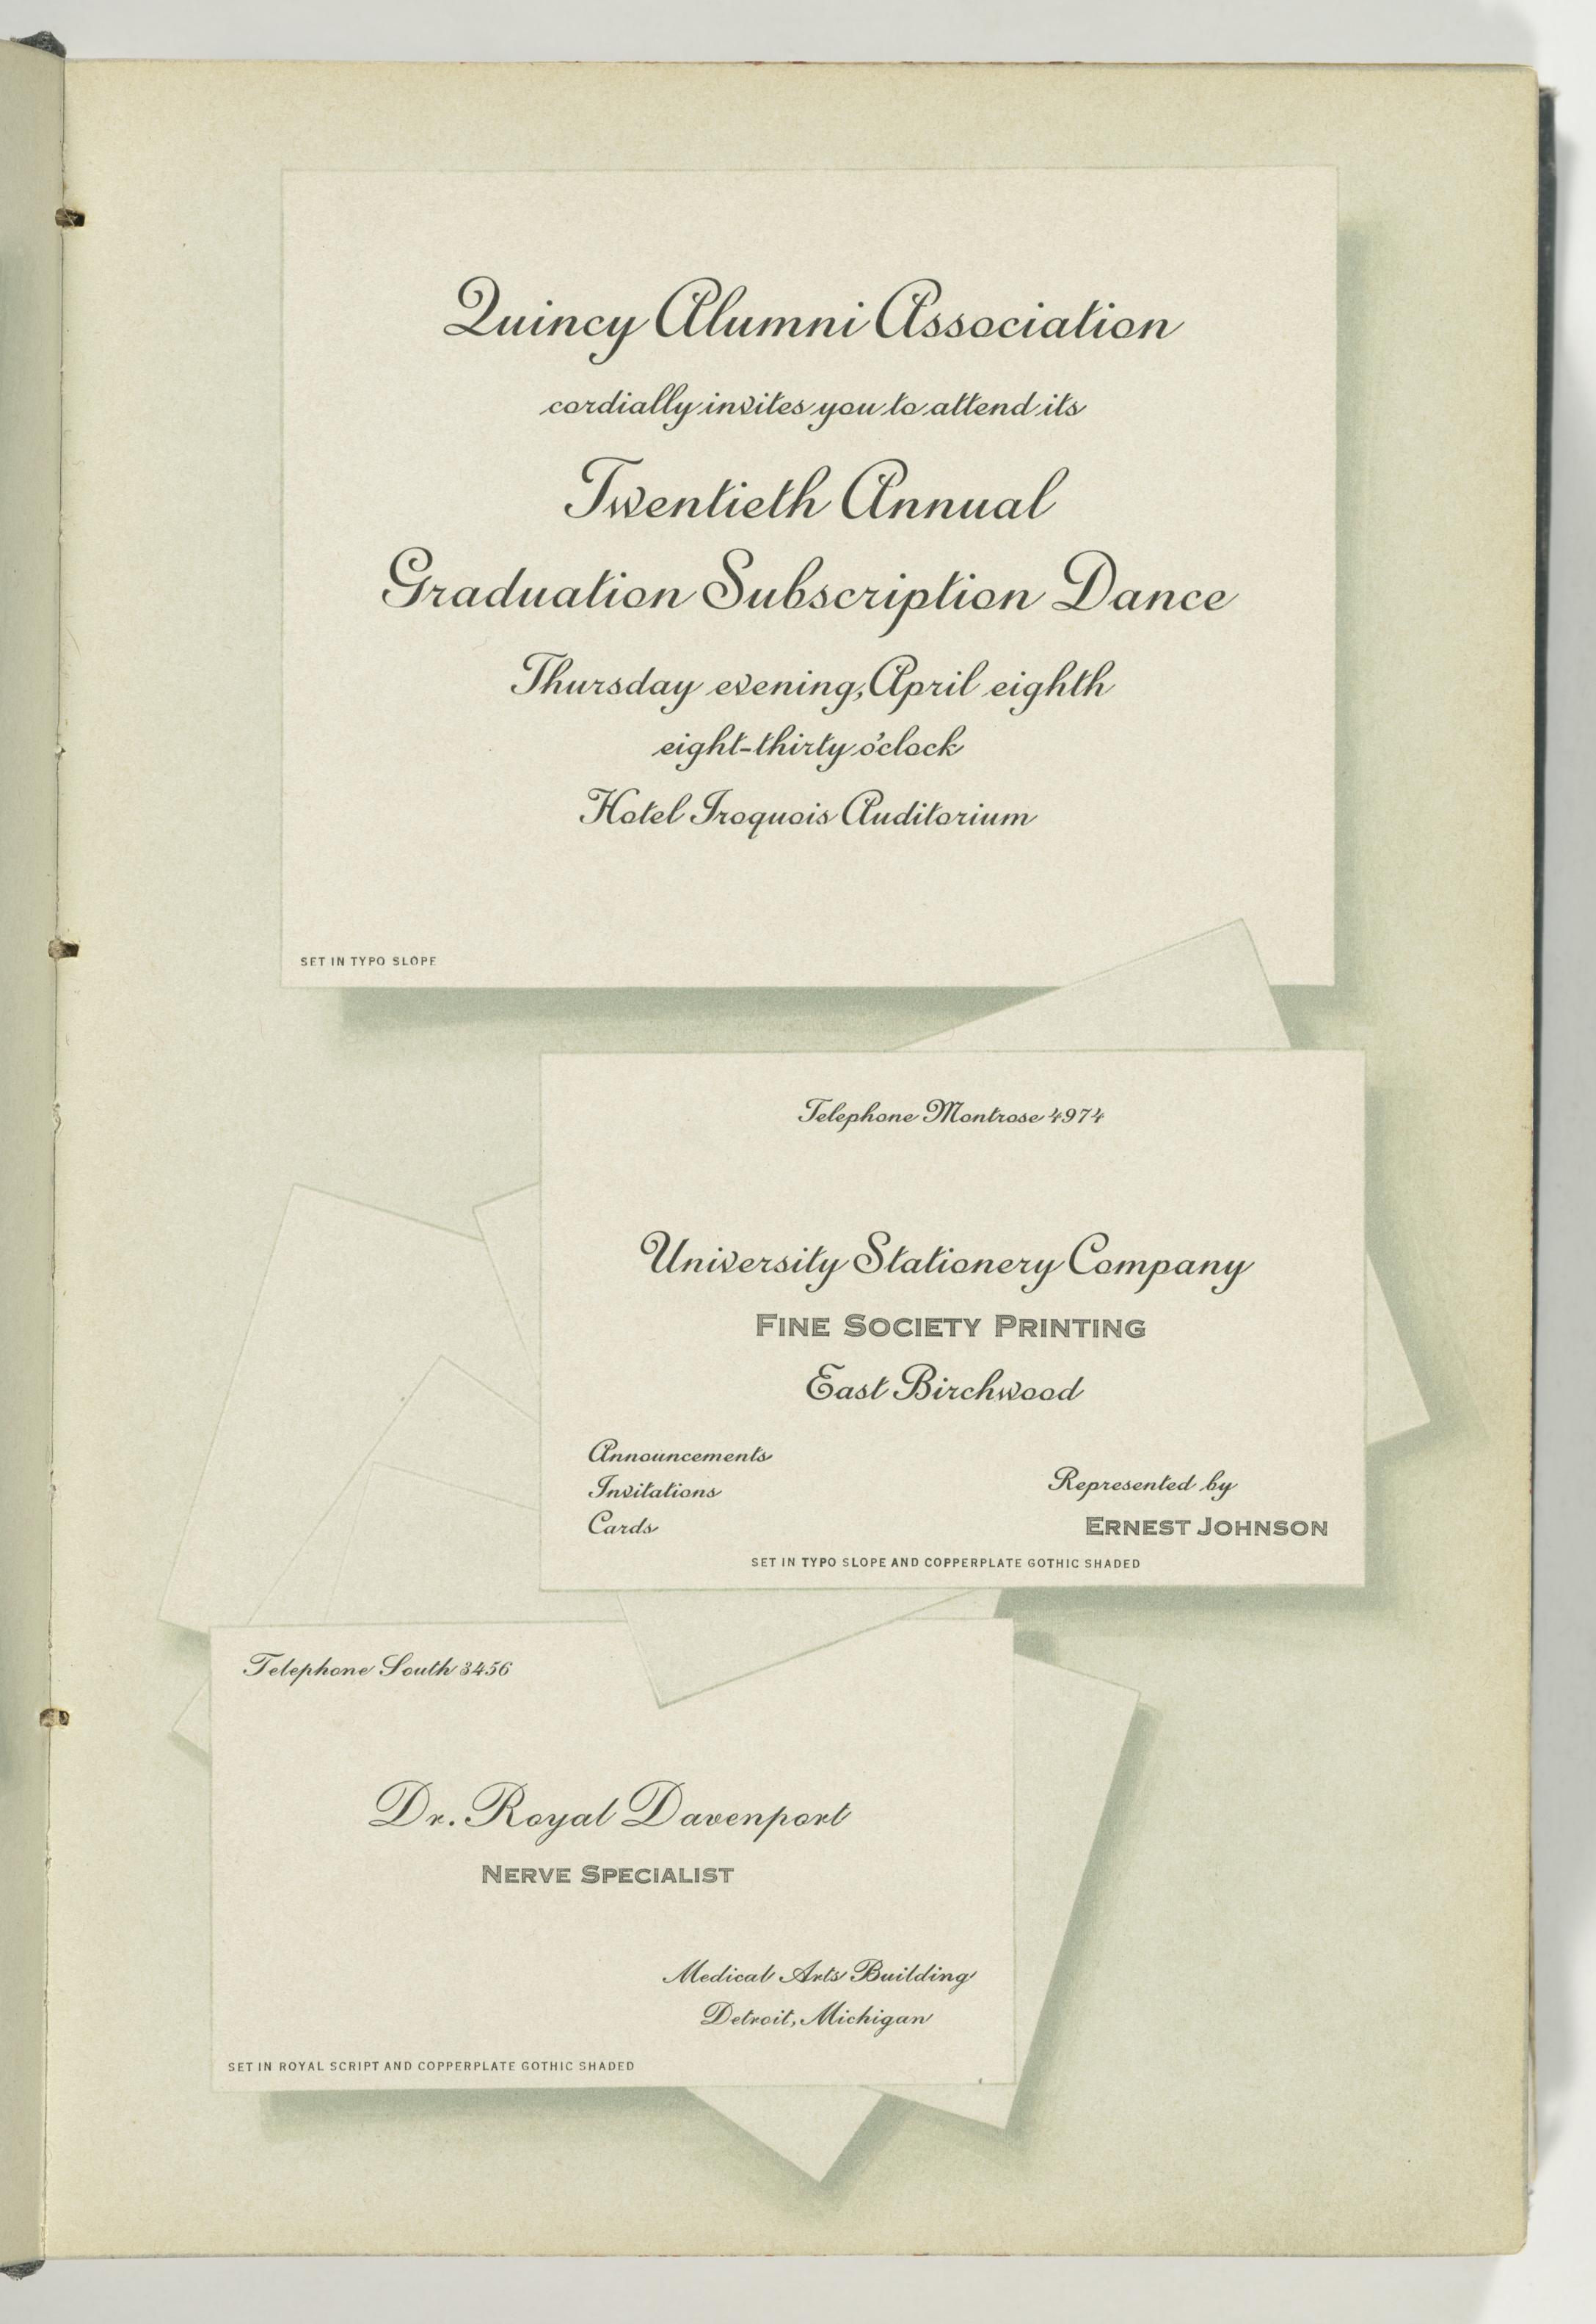 Quincy Alumni Association
cordially invites you to attend its
Twentieth Annual
Graduation Subscription Dance
Thursday evening, April eighth
eight-thirty o'clock
Hotel Iroquois Auditorium
SET IN TYPO SLOPE
Telephone Montrose 4974
University Stationery Company
FINE SOCIETY PRINTING
East Birchwood
Announcements
Invitations
Cards
Represented by
ERNEST JOHNSON
SET IN TYPO SLOPE AND COPPERPLATE GOTHIC SHADED
Telephone South 3456
Dr. Royal Davenport
NERVE SPECIALIST
Medical Arts Building
Detroit, Michigan
SET IN ROYAL SCRIPT AND COPPERPLATE GOTHIC SHADED